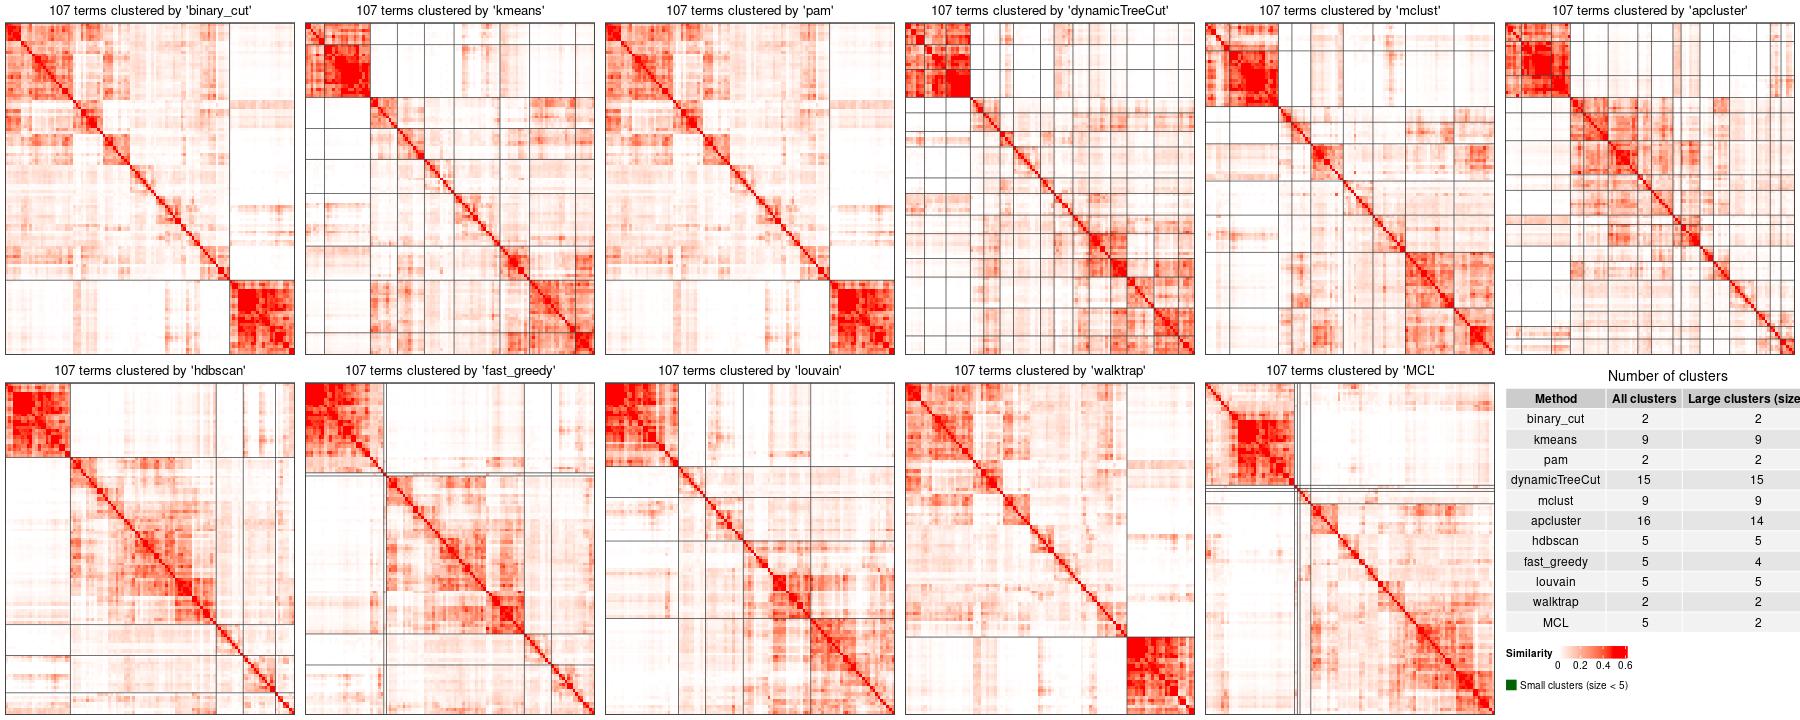 107 terms clustered by 'binary_cut'
107 terms clustered by 'kmeans'
107 terms clustered by 'pam'
107 terms clustered by 'dynamicTreeCut'
107 terms clustered by 'mclust'
107 terms clustered by 'apcluster'
107 terms clustered by 'hdbscan'
107 terms clustered by 'fast_greedy'
107 terms clustered by 'louvain'
107 terms clustered by 'walktrap'
107 terms clustered by 'MCL'
Number of clusters
Method All clusters Large clusters (size
binary_cut 2 2
kmeans 9 9
pam 2 2
dynamicTreeCut 15 15
mclust 9 9
apcluster 16 14
hdbscan 5 5
fast_greedy 5 4
louvain 5 5
walktrap 2 2
MCL 5 2
Similarity
0 0.2 0.4 0.6
Small clusters (size < 5)